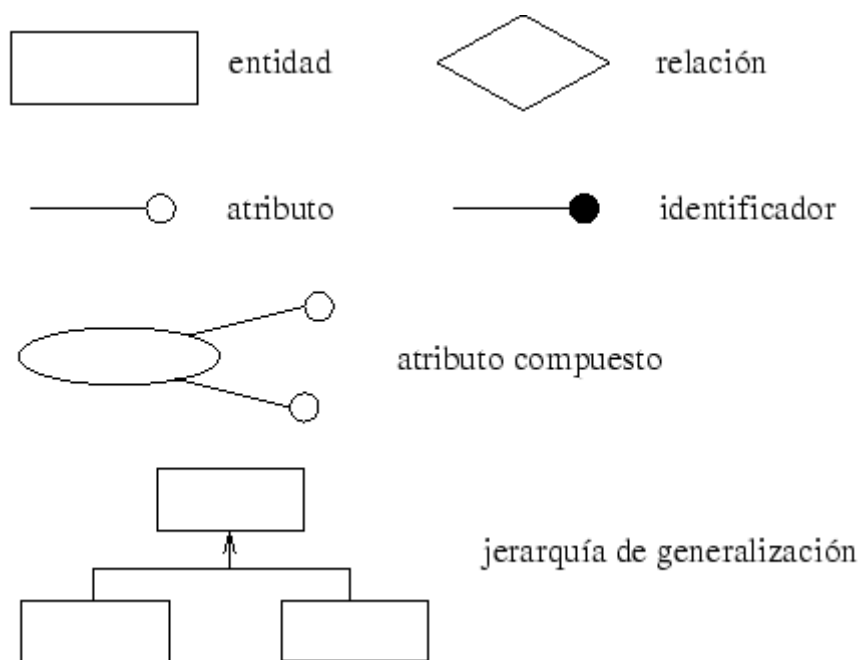 entidad
relación
atributo
identificador
atributo compuesto
jerarquía de generalización